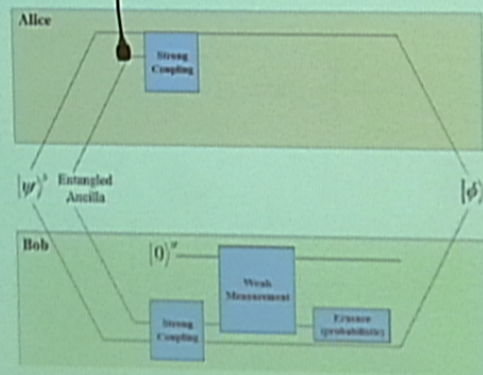 Alice
Strong
Coupling
|ψ⟩ˢ Entangled
Ancilla
|ϕ⟩
Bob
|0⟩ᵃ
Weak
Measurement
Strong
Coupling
Erasure
(probabilistic)